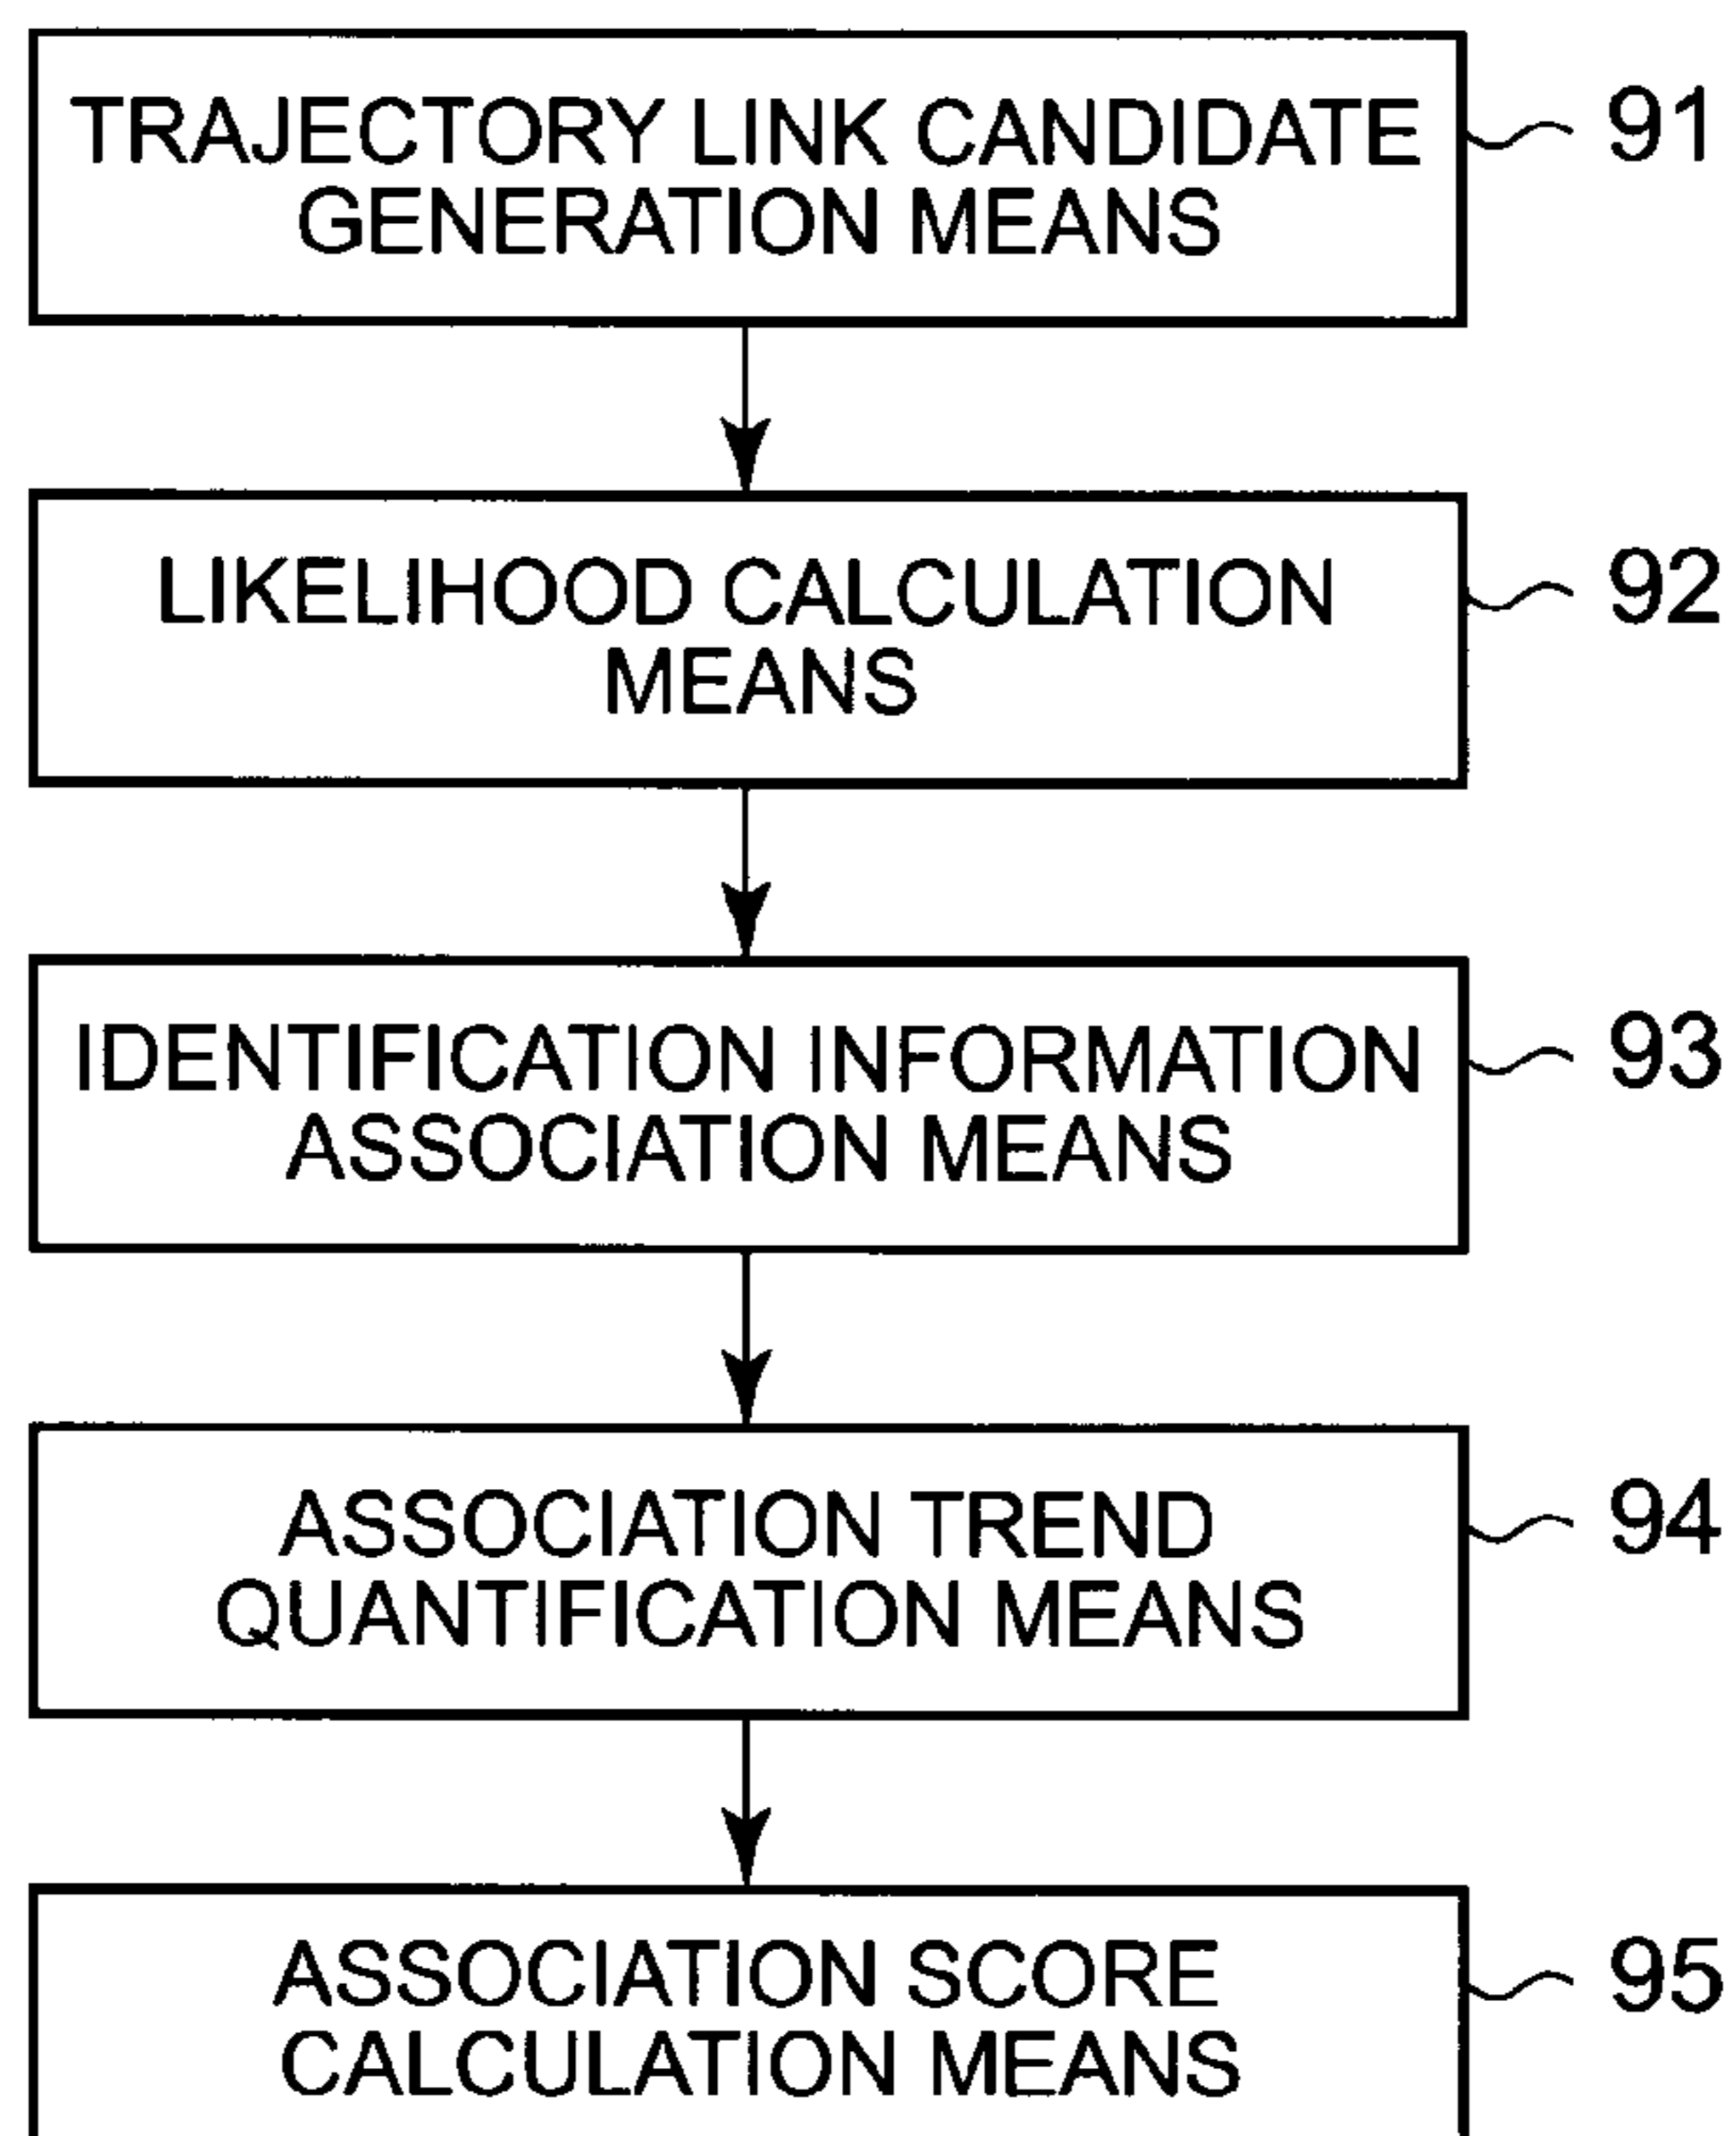 TRAJECTORY LINK CANDIDATE
GENERATION MEANS
91
LIKELIHOOD CALCULATION
MEANS
92
IDENTIFICATION INFORMATION
ASSOCIATION MEANS
93
ASSOCIATION TREND
QUANTIFICATION MEANS
94
ASSOCIATION SCORE
CALCULATION MEANS
95